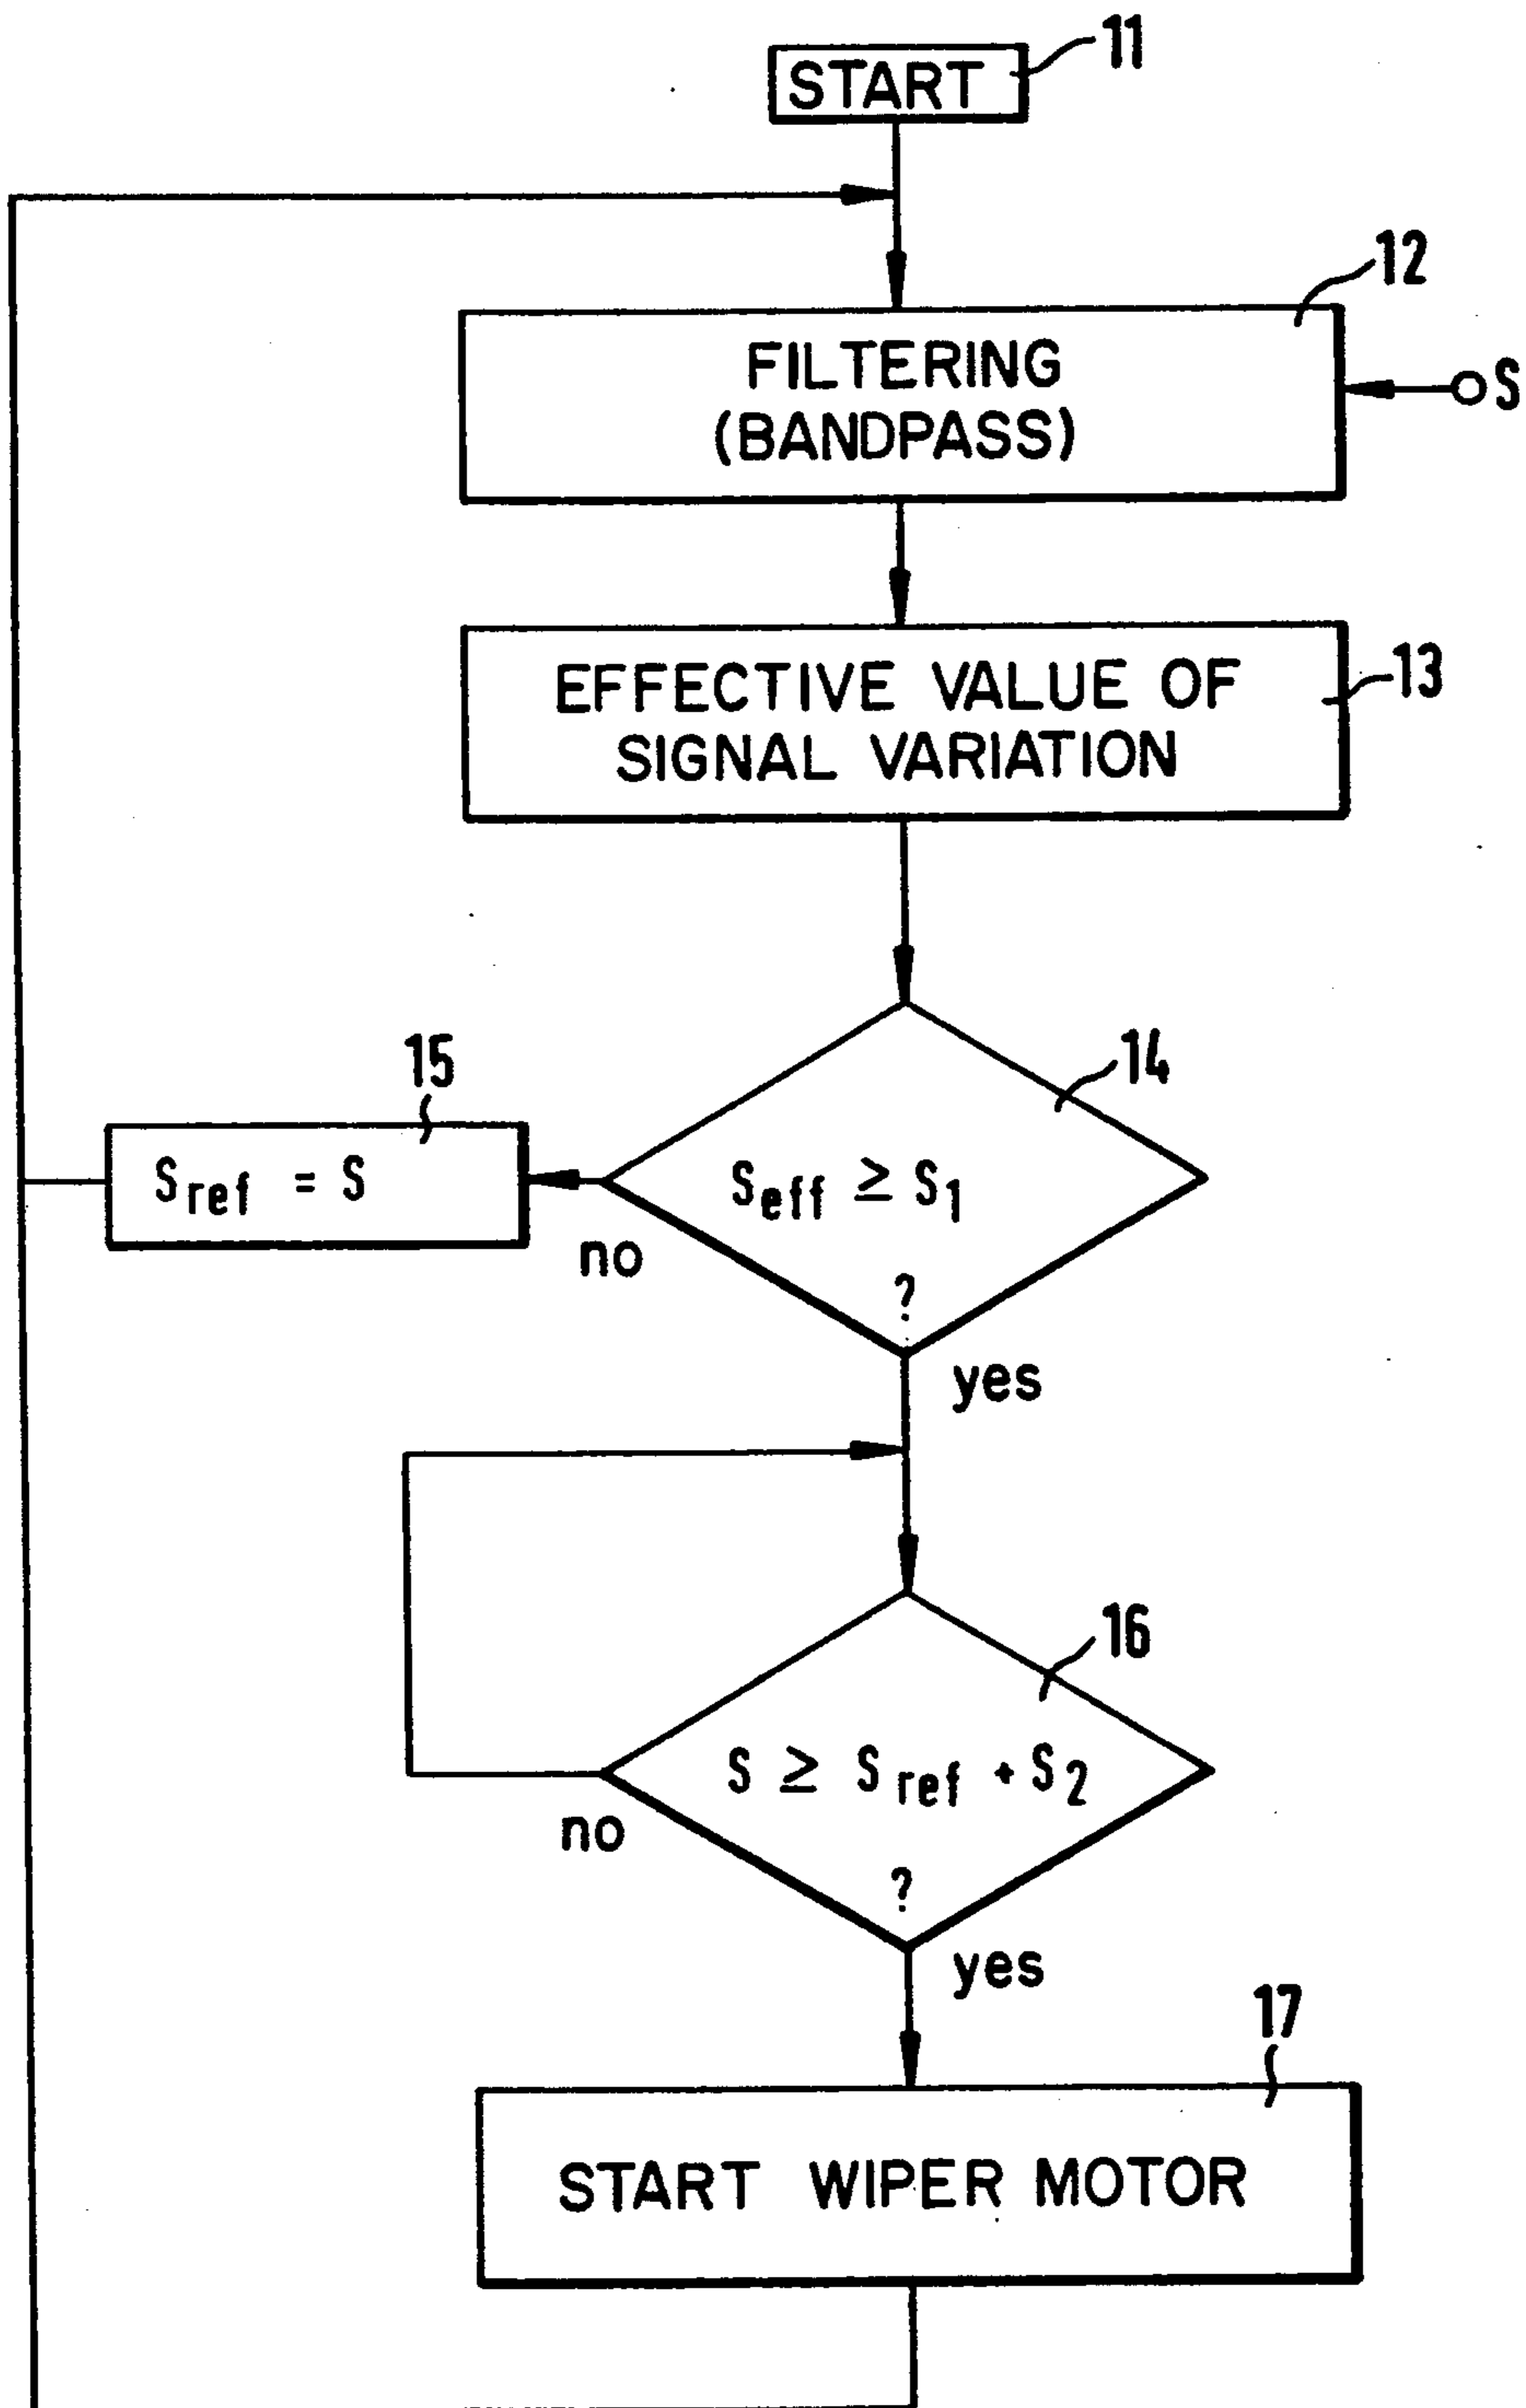 11
START
12
FILTERING
(BANDPASS)
S
13
EFFECTIVE VALUE OF
SIGNAL VARIATION
14
15
Sref = S
Seff ≥ S1
?
no
yes
16
S ≥ Sref + S2
?
no
yes
17
START WIPER MOTOR